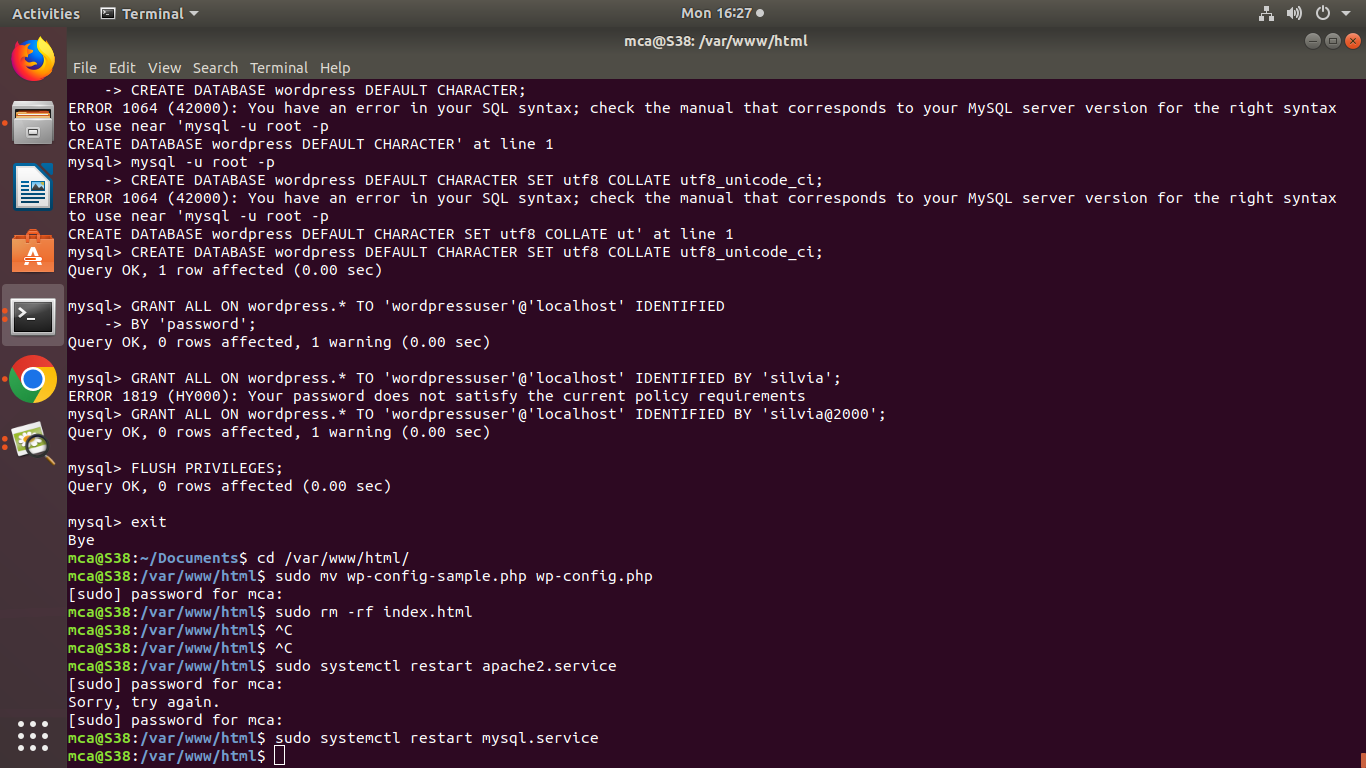 Activities Terminal Mon 16:27
mca@S38: /var/www/html
File Edit View Search Terminal Help
    -> CREATE DATABASE wordpress DEFAULT CHARACTER;
ERROR 1064 (42000): You have an error in your SQL syntax; check the manual that corresponds to your MySQL server version for the right syntax
to use near 'mysql -u root -p
CREATE DATABASE wordpress DEFAULT CHARACTER' at line 1
mysql> mysql -u root -p
    -> CREATE DATABASE wordpress DEFAULT CHARACTER SET utf8 COLLATE utf8_unicode_ci;
ERROR 1064 (42000): You have an error in your SQL syntax; check the manual that corresponds to your MySQL server version for the right syntax
to use near 'mysql -u root -p
CREATE DATABASE wordpress DEFAULT CHARACTER SET utf8 COLLATE ut' at line 1
mysql> CREATE DATABASE wordpress DEFAULT CHARACTER SET utf8 COLLATE utf8_unicode_ci;
Query OK, 1 row affected (0.00 sec)
mysql> GRANT ALL ON wordpress.* TO 'wordpressuser'@'localhost' IDENTIFIED
    -> BY 'password';
Query OK, 0 rows affected, 1 warning (0.00 sec)
mysql> GRANT ALL ON wordpress.* TO 'wordpressuser'@'localhost' IDENTIFIED BY 'silvia';
ERROR 1819 (HY000): Your password does not satisfy the current policy requirements
mysql> GRANT ALL ON wordpress.* TO 'wordpressuser'@'localhost' IDENTIFIED BY 'silvia@2000';
Query OK, 0 rows affected, 1 warning (0.00 sec)
mysql> FLUSH PRIVILEGES;
Query OK, 0 rows affected (0.00 sec)
mysql> exit
Bye
mca@S38:~/Documents$ cd /var/www/html/
mca@S38:/var/www/html$ sudo mv wp-config-sample.php wp-config.php
[sudo] password for mca:
mca@S38:/var/www/html$ sudo rm -rf index.html
mca@S38:/var/www/html$ ^C
mca@S38:/var/www/html$ ^C
mca@S38:/var/www/html$ sudo systemctl restart apache2.service
[sudo] password for mca:
Sorry, try again.
[sudo] password for mca:
mca@S38:/var/www/html$ sudo systemctl restart mysql.service
mca@S38:/var/www/html$